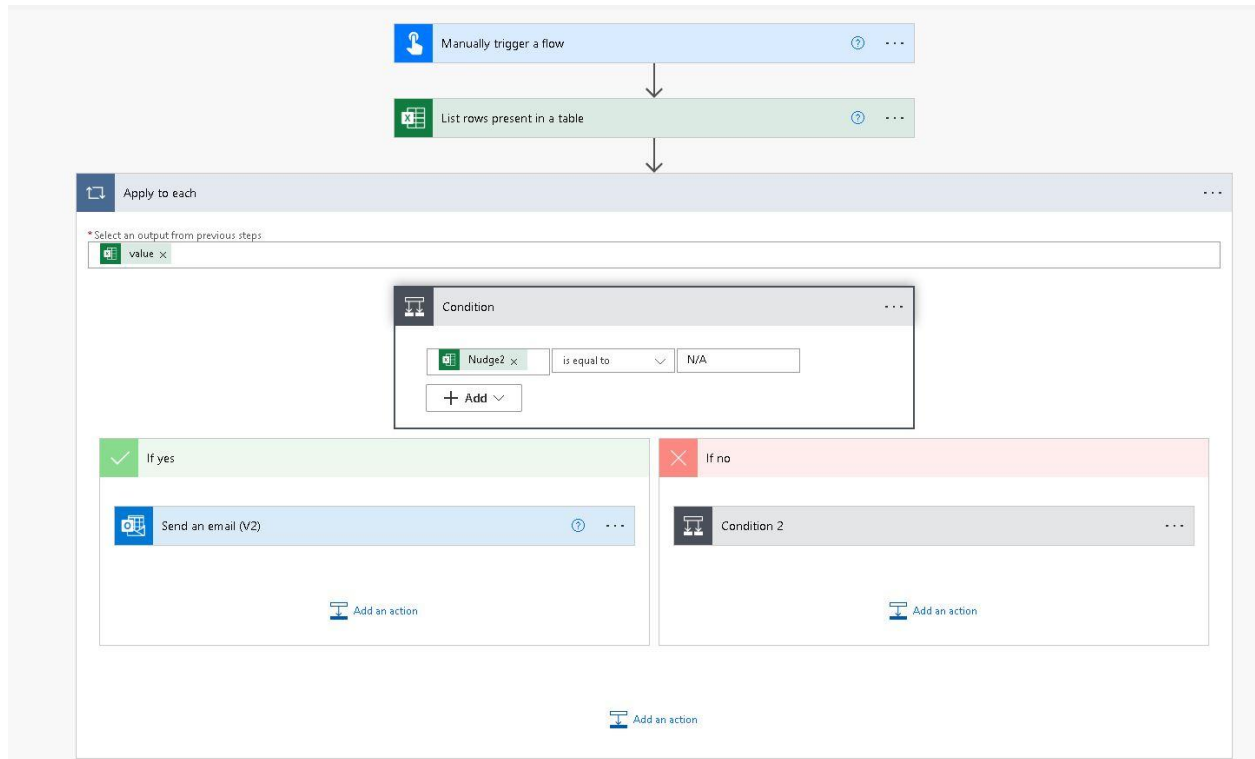 Manually trigger a flow
List rows present in a table
Apply to each
* Select an output from previous steps
value ×
Condition
Nudge2 × is equal to N/A
+ Add
If yes
If no
Send an email (V2)
Condition 2
Add an action
Add an action
Add an action